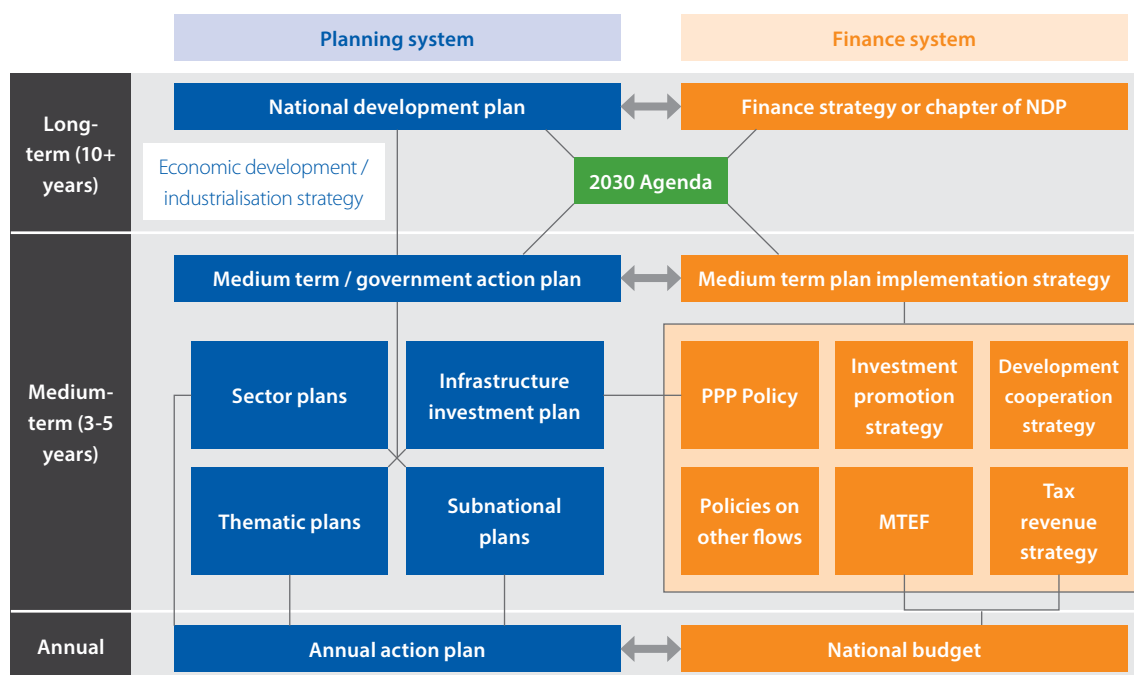 Planning system
Finance system
Long-
term (10+
years)
National development plan
Finance strategy or chapter of NDP
Economic development /
industrialisation strategy
2030 Agenda
Medium-
term (3-5
years)
Medium term / government action plan
Medium term plan implementation strategy
Sector plans
Infrastructure
investment plan
PPP Policy
Investment
promotion
strategy
Development
cooperation
strategy
Thematic plans
Subnational
plans
Policies on
other flows
MTEF
Tax
revenue
strategy
Annual
Annual action plan
National budget